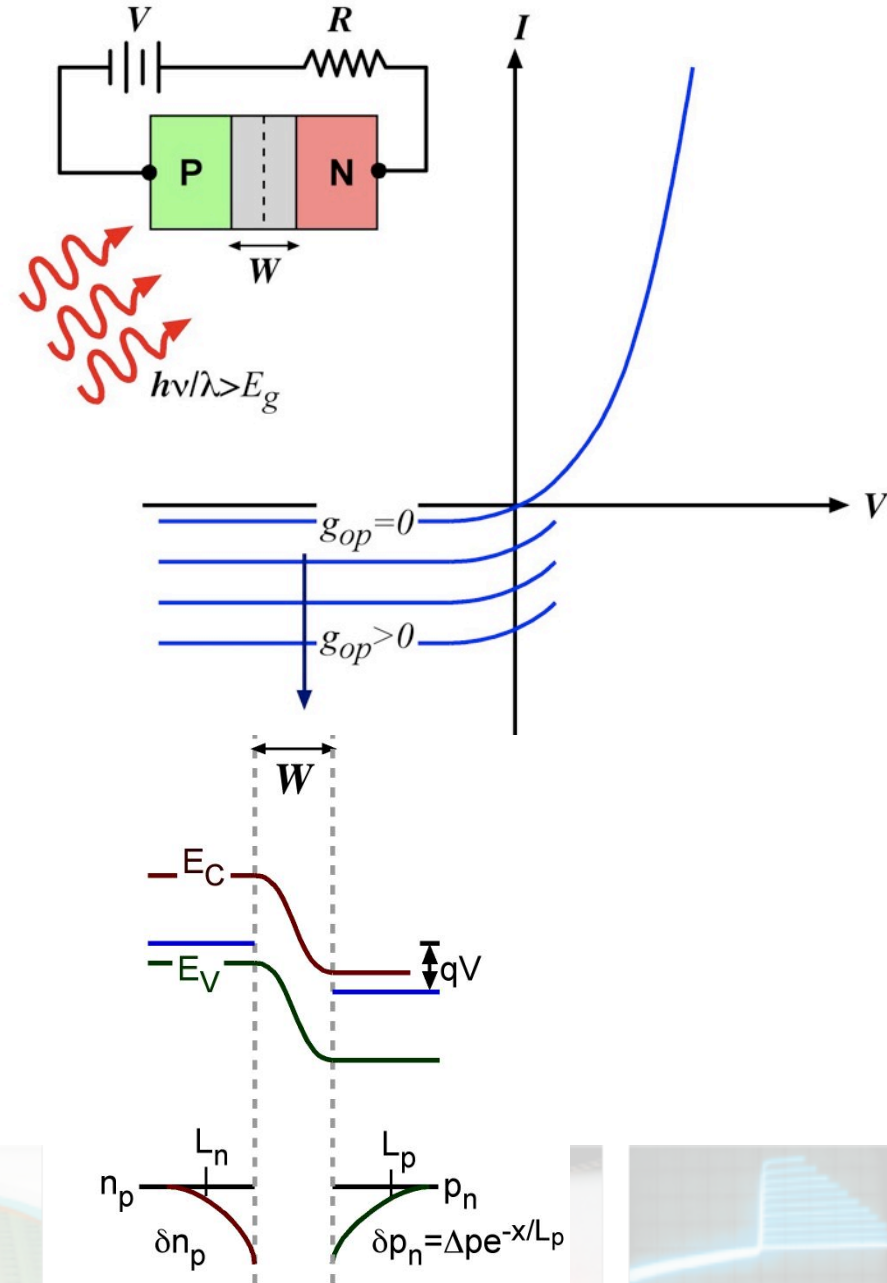 V R I
P N
W
hν/λ>E_g
V
g_op=0
g_op>0
W
E_C
E_V qV
L_n L_p
n_p p_n
δn_p δp_n=Δpe^-x/L_p